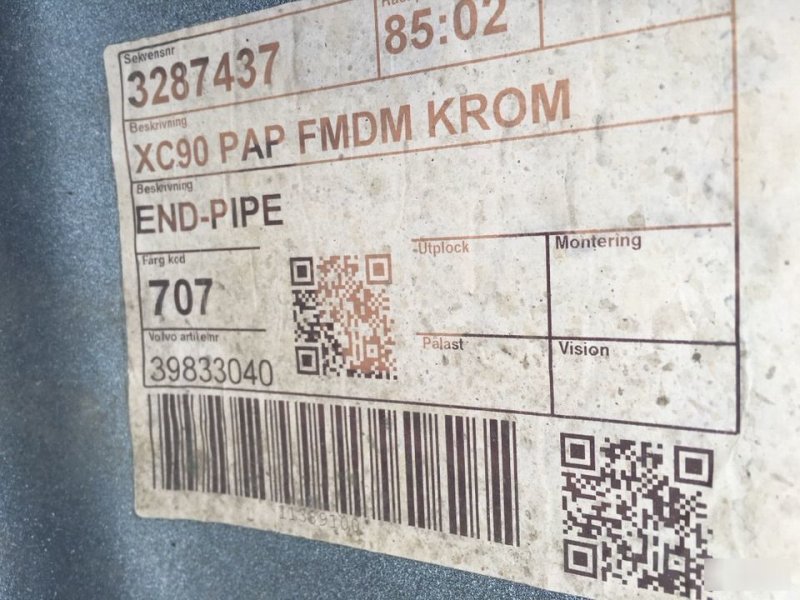 Sekvensnr
3287437
85:02
Beskrivning
XC90 PAP FMDM KROM
Beskrivning
END-PIPE
Färg kod
707
Utplock
Montering
Volvo artikelnr
39833040
Pålast
Vision